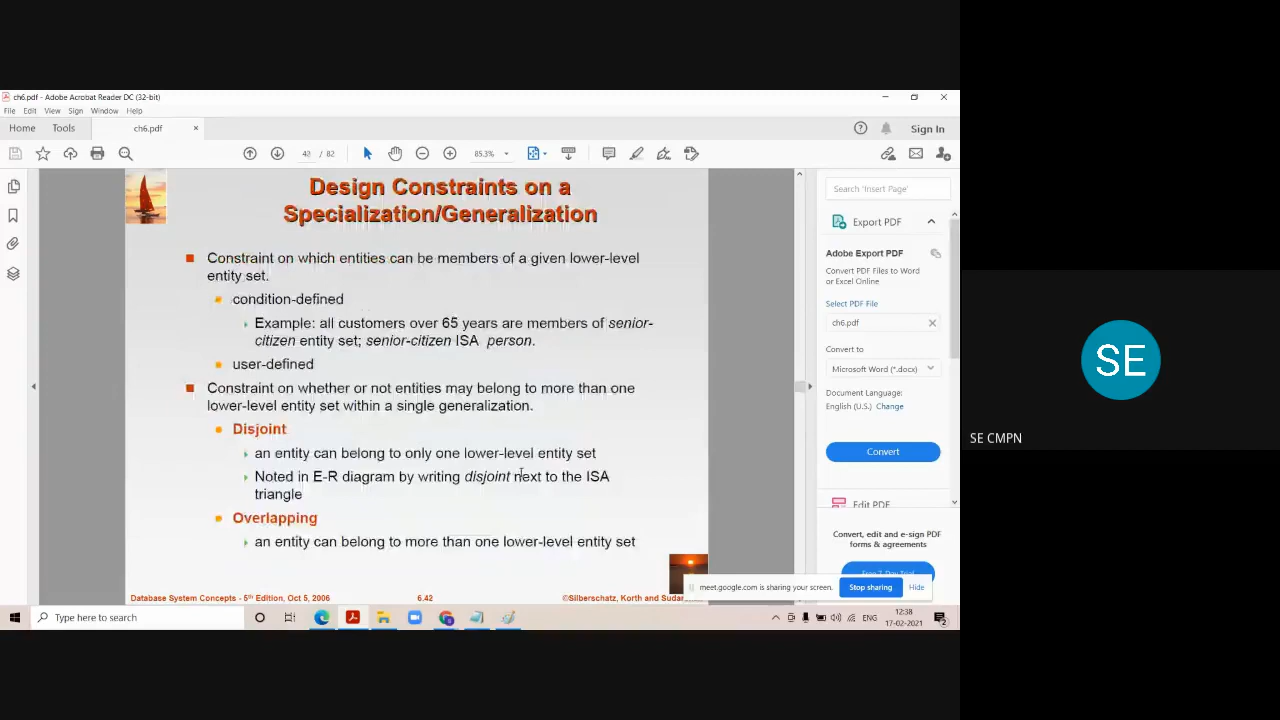 ch6.pdf - Adobe Acrobat Reader DC (32-bit)
File Edit View Sign Window Help
Home Tools ch6.pdf × Sign In
42 / 82 85.3%
Design Constraints on a
Specialization/Generalization
Constraint on which entities can be members of a given lower-level
entity set.
condition-defined
Example: all customers over 65 years are members of senior-
citizen entity set; senior-citizen ISA person.
user-defined
Constraint on whether or not entities may belong to more than one
lower-level entity set within a single generalization.
Disjoint
an entity can belong to only one lower-level entity set
Noted in E-R diagram by writing disjoint next to the ISA
triangle
Overlapping
an entity can belong to more than one lower-level entity set
Database System Concepts - 5th Edition, Oct 5, 2006 6.42 ©Silberschatz, Korth and
Search 'Insert Page'
Export PDF
Adobe Export PDF
Convert PDF Files to Word
or Excel Online
Select PDF File
ch6.pdf
Convert to
Microsoft Word (*.docx)
Document Language:
English (U.S.) Change
Convert
Edit PDF
Convert, edit and e-sign PDF
forms & agreements
meet.google.com is sharing your screen. Stop sharing Hide
Type here to search
ENG
12:38
17-02-2021
2
SE
SE CMPN